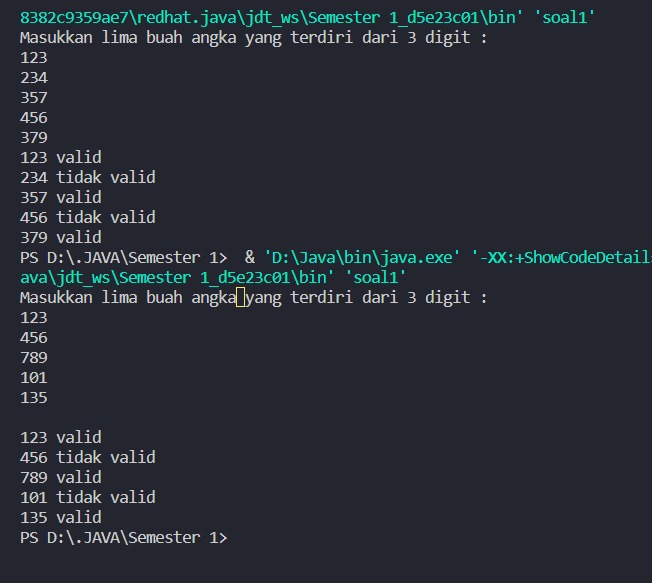 8382c9359ae7\redhat.java\jdt_ws\Semester 1_d5e23c01\bin' 'soal1'
Masukkan lima buah angka yang terdiri dari 3 digit :
123
234
357
456
379
123 valid
234 tidak valid
357 valid
456 tidak valid
379 valid
PS D:\.JAVA\Semester 1>  & 'D:\Java\bin\java.exe' '-XX:+ShowCodeDetail
ava\jdt_ws\Semester 1_d5e23c01\bin' 'soal1'
Masukkan lima buah angka yang terdiri dari 3 digit :
123
456
789
101
135
123 valid
456 tidak valid
789 valid
101 tidak valid
135 valid
PS D:\.JAVA\Semester 1>